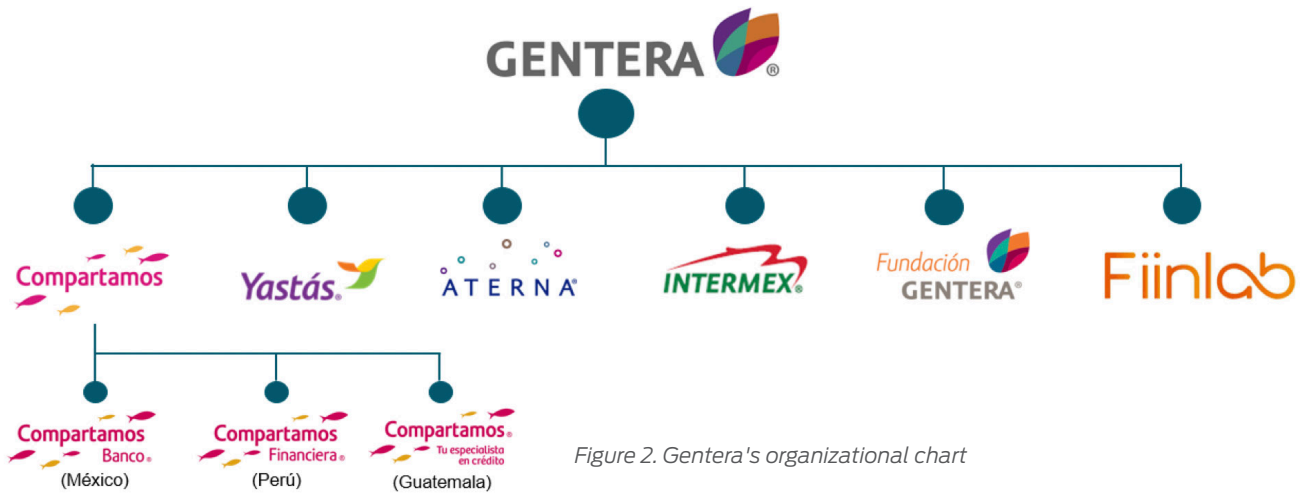 GENTERA ®
Compartamos
Yastás®
ATERNA®
INTERMEX®
Fundación
GENTERA®
Fiinlab
Compartamos
Banco®
(México)
Compartamos
Financiera®
(Perú)
Compartamos®
Tu especialista
en crédito
(Guatemala)
Figure 2. Gentera's organizational chart